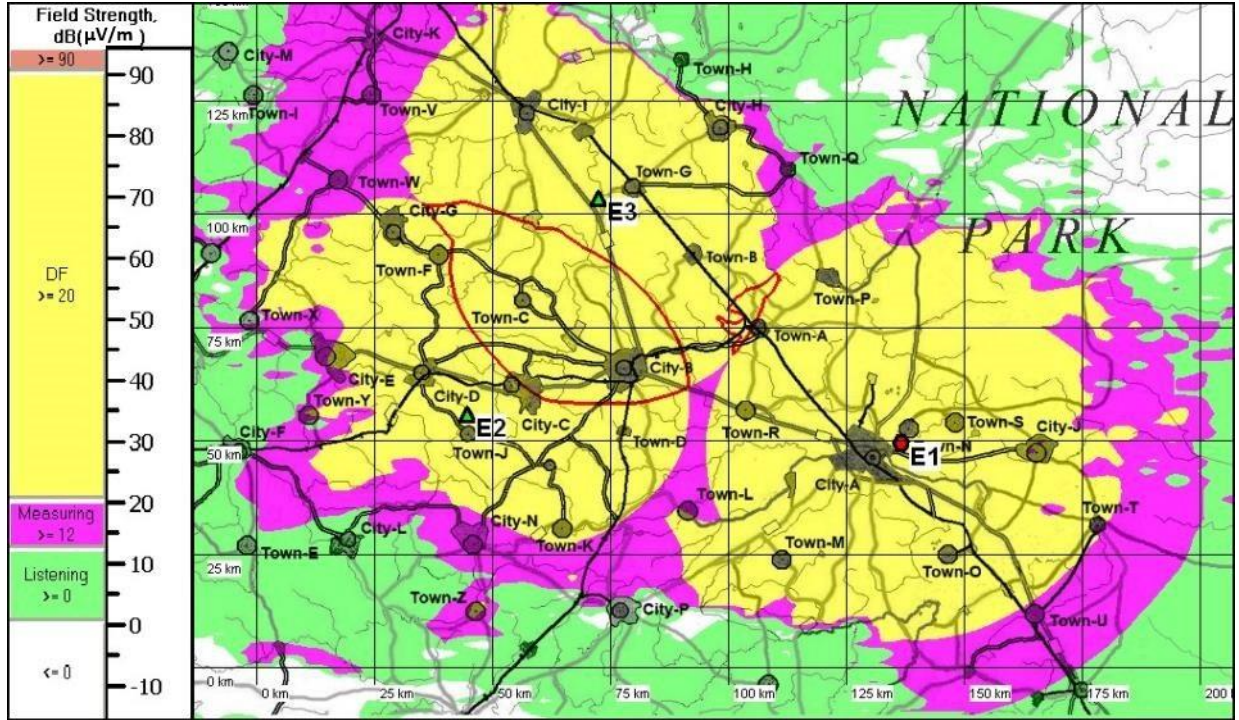 Field Strength,
dB(µV/m)
>= 90
90
80
70
60
DF
>= 20
50
40
30
20
Measuring
>= 12
10
Listening
>= 0
0
<= 0
-10
City-K
City-M
Town-H
Town-I
125 km
Town-V
City-I
City-H
NATIONAL
Town-Q
Town-G
Town-W
E3
City-G
100 km
PARK
Town-F
Town-B
Town-P
Town-C
Town-X
Town-A
75 km
City-B
City-E
City-D
Town-Y
E2
City-C
Town-R
Town-S
City-J
City-F
Town-J
Town-D
E1
50 km
City-A
Town-L
Town-T
City-L
City-N
Town-K
Town-M
Town-E
Town-O
25 km
Town-Z
City-P
Town-U
0 km
0 km
25 km
50 km
75 km
100 km
125 km
150 km
175 km
200 km